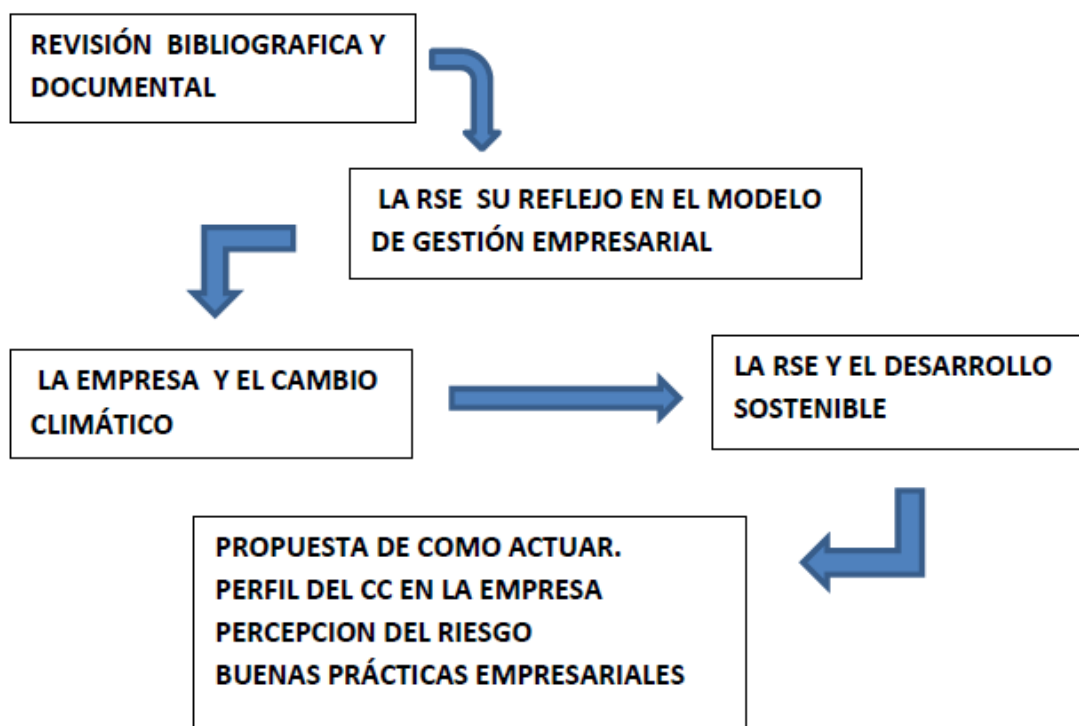 REVISIÓN BIBLIOGRAFICA Y
DOCUMENTAL
LA RSE SU REFLEJO EN EL MODELO
DE GESTIÓN EMPRESARIAL
LA EMPRESA Y EL CAMBIO
CLIMÁTICO
LA RSE Y EL DESARROLLO
SOSTENIBLE
PROPUESTA DE COMO ACTUAR.
PERFIL DEL CC EN LA EMPRESA
PERCEPCION DEL RIESGO
BUENAS PRÁCTICAS EMPRESARIALES